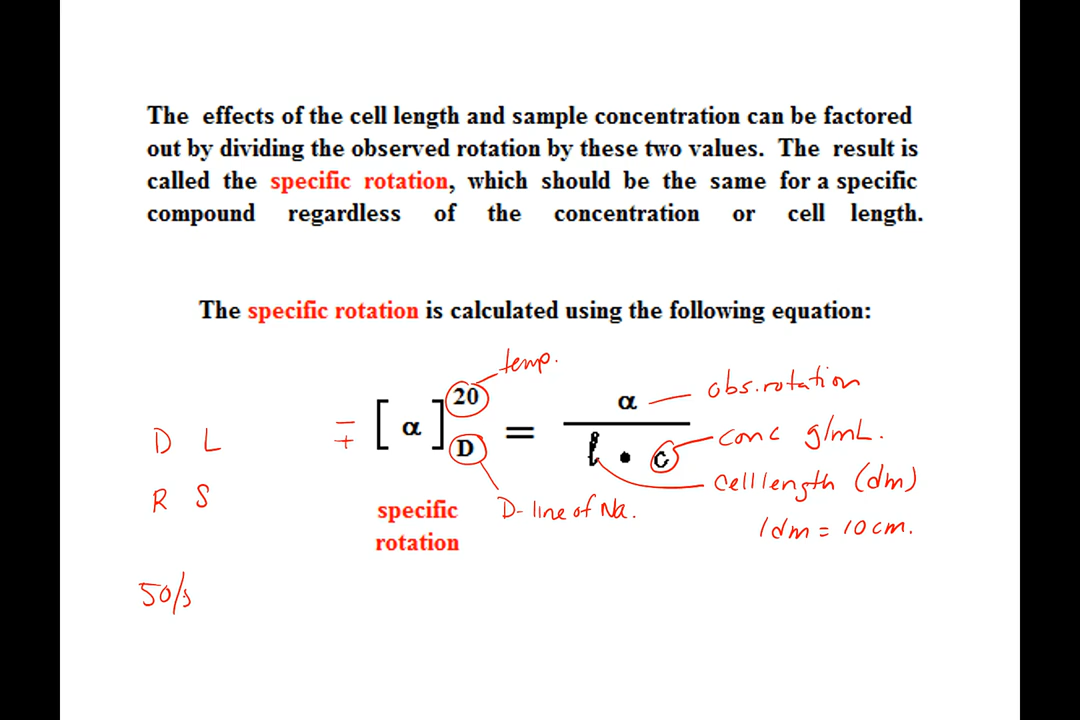 The effects of the cell length and sample concentration can be factored
out by dividing the observed rotation by these two values. The result is
called the specific rotation, which should be the same for a specific
compound regardless of the concentration or cell length.
The specific rotation is calculated using the following equation:
temp.
obs. rotation
D L
∓ [α]²⁰_D = α / l • c
conc g/mL.
cell length (dm)
R S
specific
rotation
D-line of Na.
1dm = 10cm.
50/